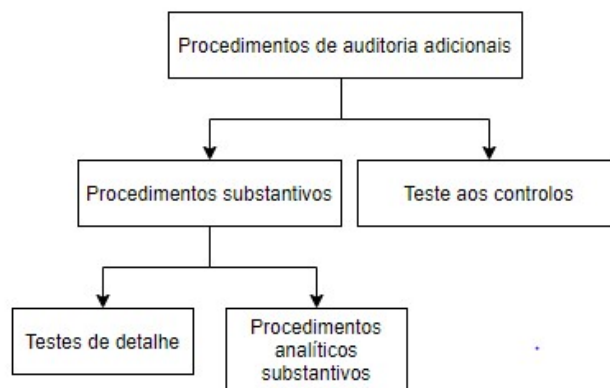 Procedimentos de auditoria adicionais
Procedimentos substantivos
Teste aos controlos
Testes de detalhe
Procedimentos
analíticos
substantivos